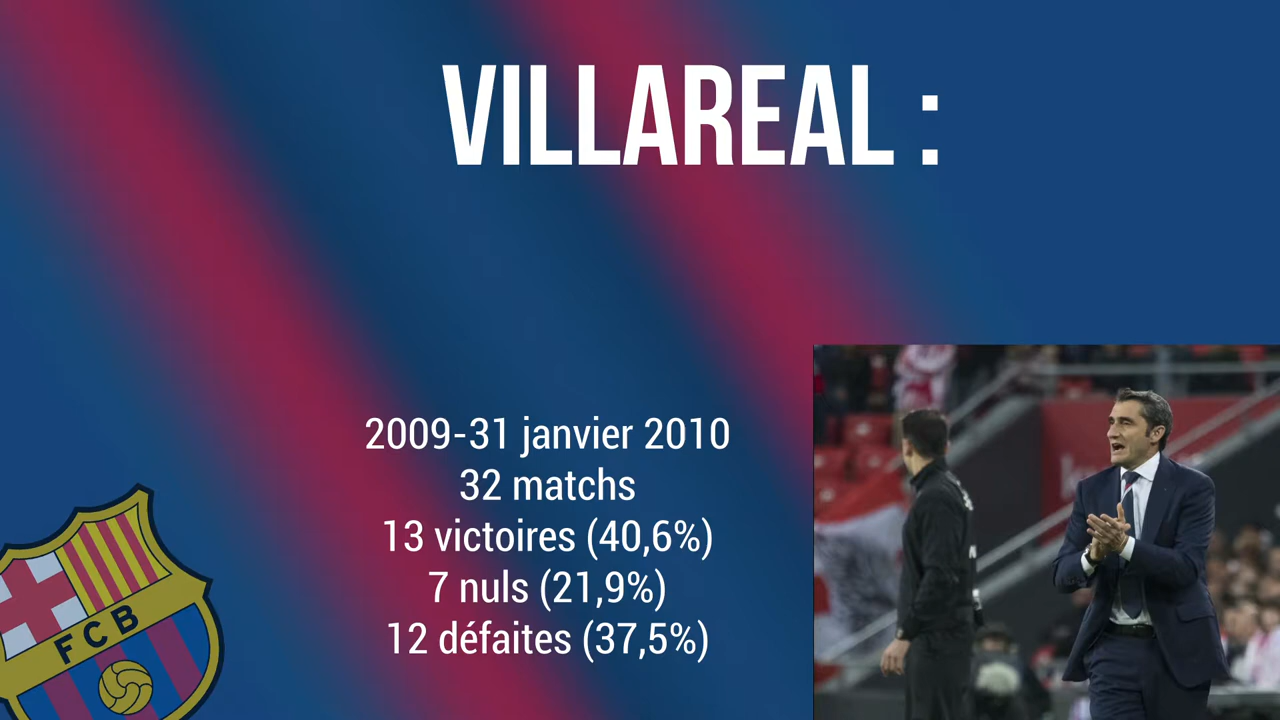 VILLAREAL :
2009-31 janvier 2010
32 matchs
13 victoires (40,6%)
7 nuls (21,9%)
12 défaites (37,5%)
FCB